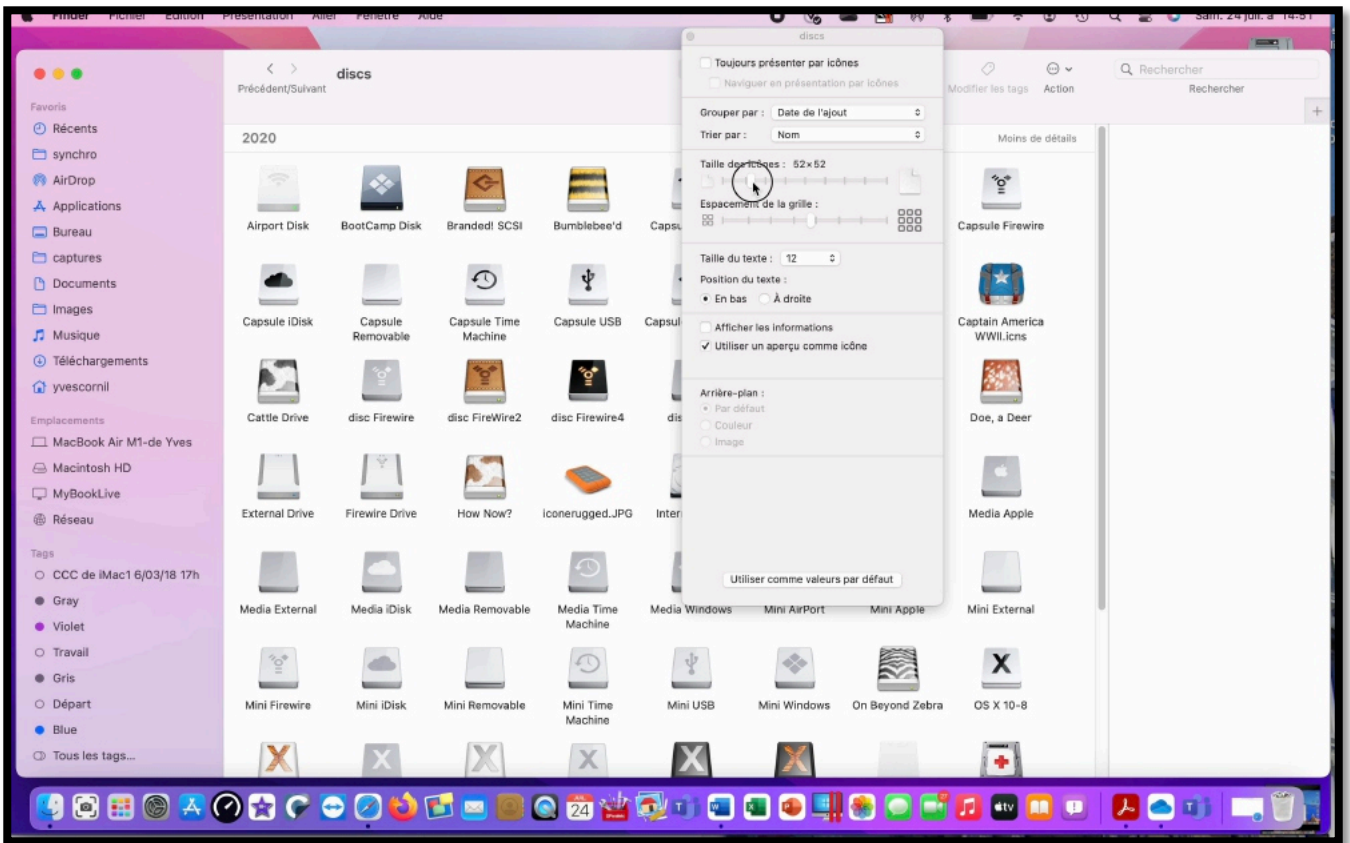 Finder Fichier Édition Présentation Aller Fenêtre Aide
Sam. 24 juil. à 14:51
discs
Précédent/Suivant
Modifier les tags
Action
Rechercher
Rechercher
Favoris
Récents
synchro
AirDrop
Applications
Bureau
captures
Documents
Images
Musique
Téléchargements
yvescornil
Emplacements
MacBook Air M1-de Yves
Macintosh HD
MyBookLive
Réseau
Tags
CCC de iMac1 6/03/18 17h
Gray
Violet
Travail
Gris
Départ
Blue
Tous les tags...
2020
Moins de détails
Airport Disk
BootCamp Disk
Branded! SCSI
Bumblebee'd
Capsule Firewire
Capsule iDisk
Capsule
Removable
Capsule Time
Machine
Capsule USB
Captain America
WWII.icns
Cattle Drive
disc Firewire
disc FireWire2
disc Firewire4
Doe, a Deer
External Drive
Firewire Drive
How Now?
iconerugged.JPG
Media Apple
Media External
Media iDisk
Media Removable
Media Time
Machine
Media Windows
Mini AirPort
Mini Apple
Mini External
Mini Firewire
Mini iDisk
Mini Removable
Mini Time
Machine
Mini USB
Mini Windows
On Beyond Zebra
OS X 10-8
discs
Toujours présenter par icônes
Naviguer en présentation par icônes
Grouper par : Date de l'ajout
Trier par : Nom
Taille des icônes : 52×52
Espacement de la grille :
Taille du texte : 12
Position du texte :
En bas À droite
Afficher les informations
Utiliser un aperçu comme icône
Arrière-plan :
Par défaut
Couleur
Image
Utiliser comme valeurs par défaut
24
tv